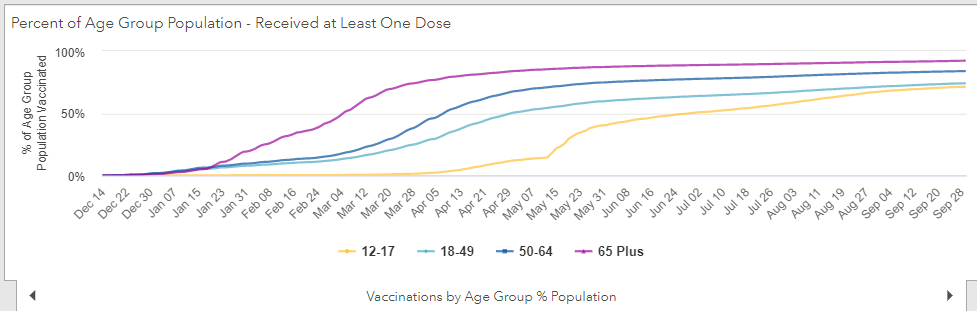 Percent of Age Group Population - Received at Least One Dose
% of Age Group
Population Vaccinated
100%
50%
0%
Dec 14
Dec 22
Dec 30
Jan 07
Jan 15
Jan 23
Jan 31
Feb 08
Feb 16
Feb 24
Mar 04
Mar 12
Mar 20
Mar 28
Apr 05
Apr 13
Apr 21
Apr 29
May 07
May 15
May 23
May 31
Jun 08
Jun 16
Jun 24
Jul 02
Jul 10
Jul 18
Jul 26
Aug 03
Aug 11
Aug 19
Aug 27
Sep 04
Sep 12
Sep 20
Sep 28
12-17
18-49
50-64
65 Plus
Vaccinations by Age Group % Population